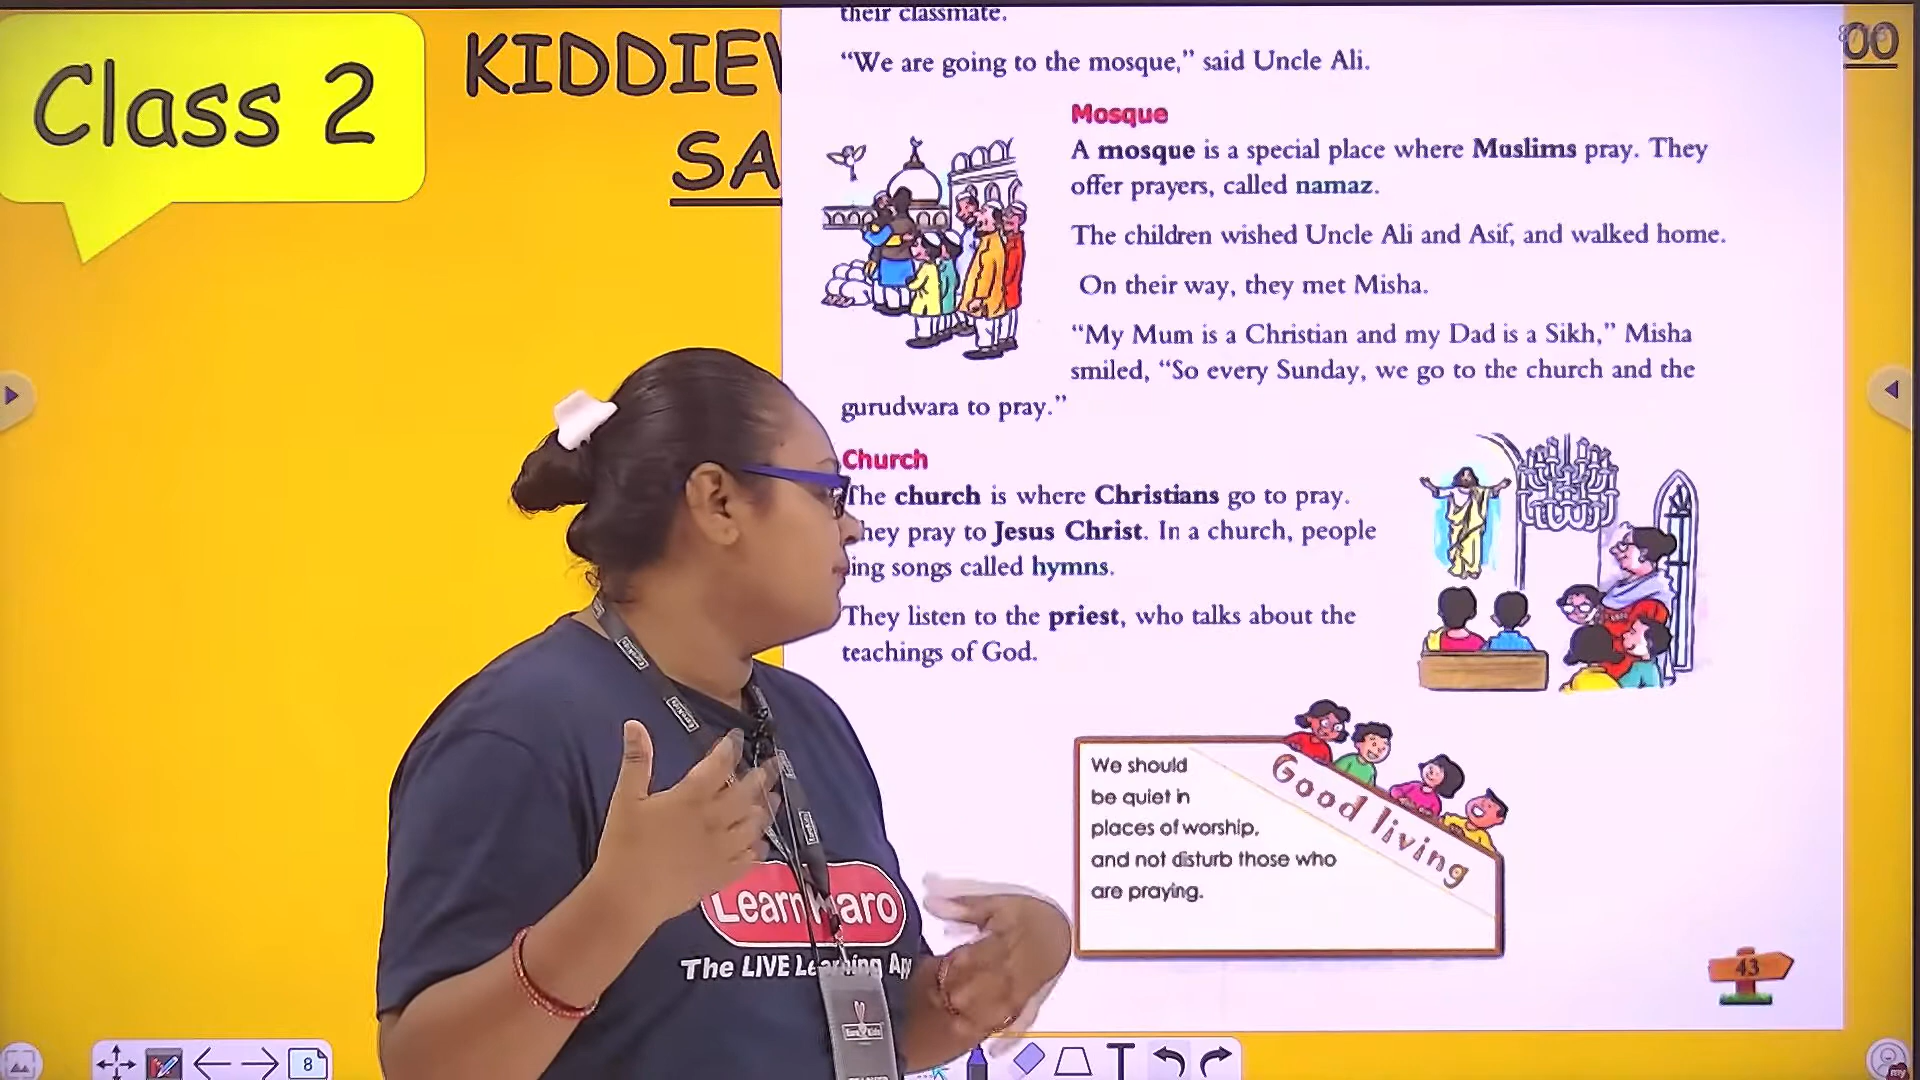 Class 2
KIDDIE
SA
00
their classmate.
“We are going to the mosque,” said Uncle Ali.
Mosque
A mosque is a special place where Muslims pray. They
offer prayers, called namaz.
The children wished Uncle Ali and Asif, and walked home.
On their way, they met Misha.
“My Mum is a Christian and my Dad is a Sikh,” Misha
smiled, “So every Sunday, we go to the church and the
gurudwara to pray.”
Church
The church is where Christians go to pray.
hey pray to Jesus Christ. In a church, people
ing songs called hymns.
They listen to the priest, who talks about the
teachings of God.
We should
be quiet in
places of worship,
and not disturb those who
are praying.
Good living
43
Learn aro
The LIVE Learning App
8
T